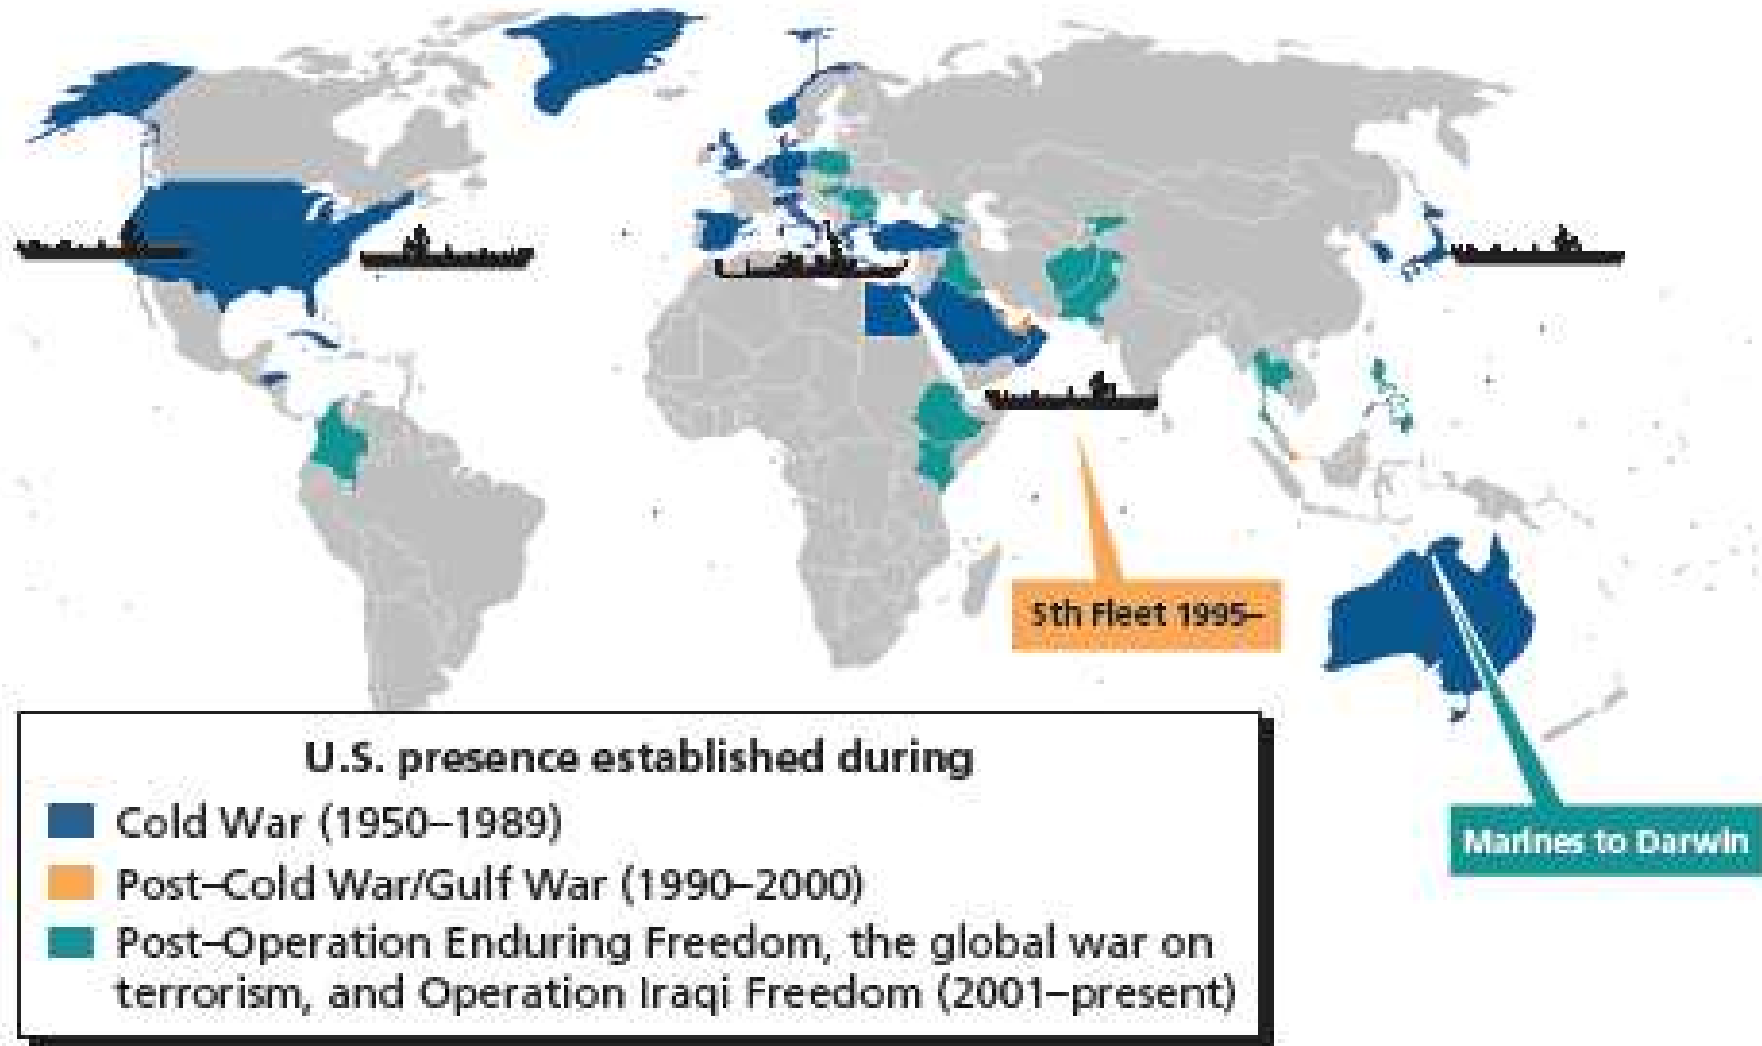 5th Fleet 1995–
Marines to Darwin
U.S. presence established during
Cold War (1950–1989)
Post–Cold War/Gulf War (1990–2000)
Post–Operation Enduring Freedom, the global war on
terrorism, and Operation Iraqi Freedom (2001–present)